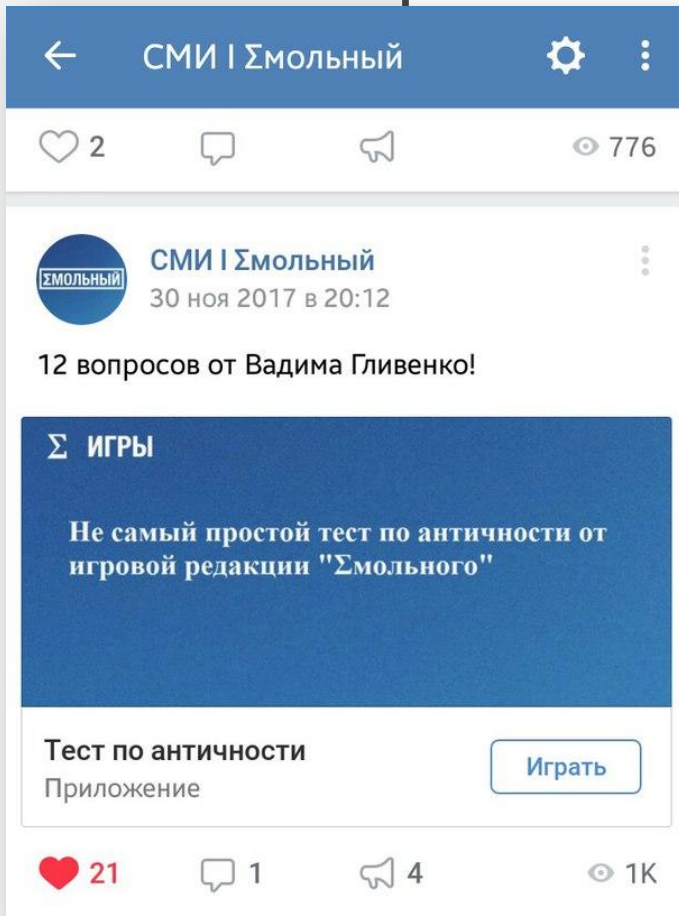 СМИ I Σмольный
2
776
ΣМОЛЬНЫЙ
СМИ I Σмольный
30 ноя 2017 в 20:12
12 вопросов от Вадима Гливенко!
Σ ИГРЫ
Не самый простой тест по античности от
игровой редакции "Σмольного"
Тест по античности
Приложение
Играть
21
1
4
1K